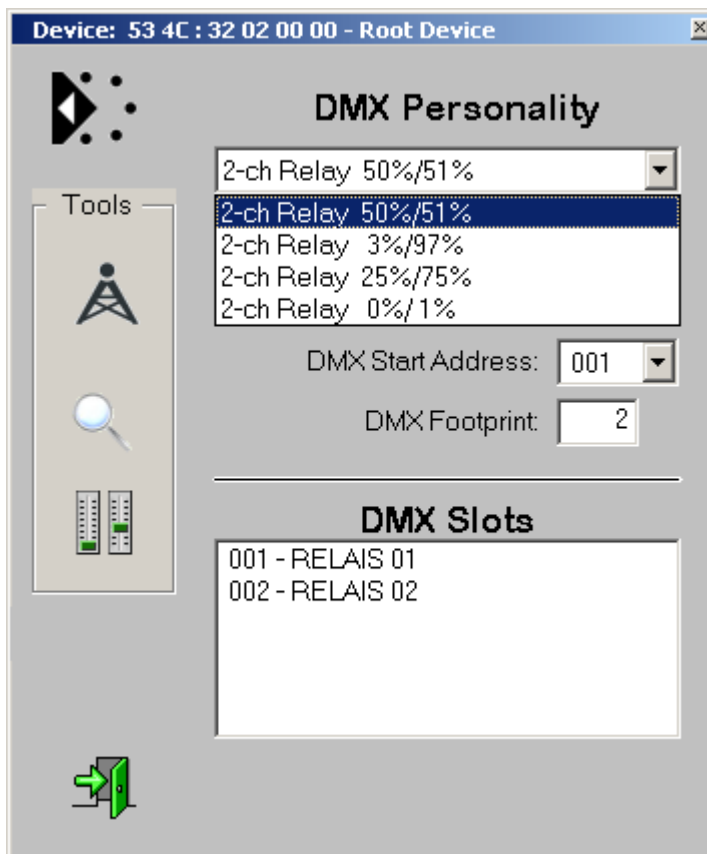 Device: 53 4C : 32 02 00 00 - Root Device
DMX Personality
2-ch Relay 50%/51%
Tools
2-ch Relay 50%/51%
2-ch Relay 3%/97%
2-ch Relay 25%/75%
2-ch Relay 0%/ 1%
DMX Start Address: 001
DMX Footprint: 2
DMX Slots
001 - RELAIS 01
002 - RELAIS 02